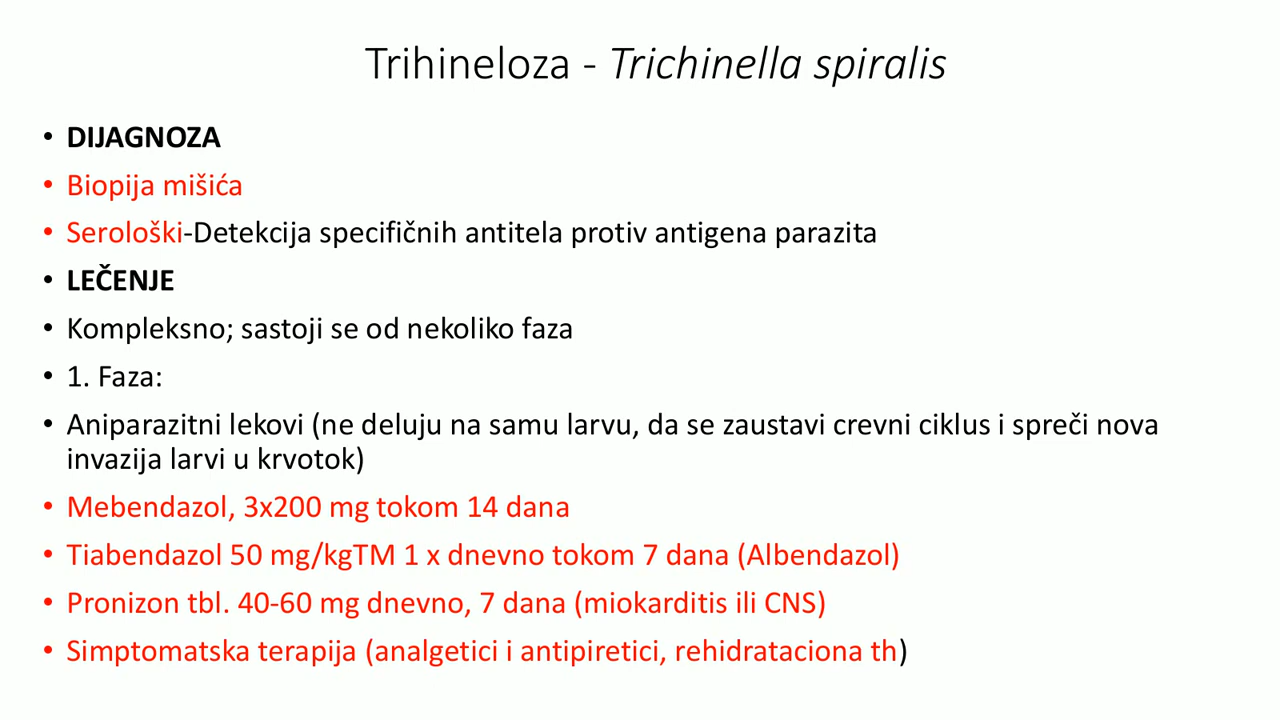 Trihineloza - Trichinella spiralis
• DIJAGNOZA
• Biopija mišića
• Serološki-Detekcija specifičnih antitela protiv antigena parazita
• LEČENJE
• Kompleksno; sastoji se od nekoliko faza
• 1. Faza:
• Aniparazitni lekovi (ne deluju na samu larvu, da se zaustavi crevni ciklus i spreči nova
invazija larvi u krvotok)
• Mebendazol, 3x200 mg tokom 14 dana
• Tiabendazol 50 mg/kgTM 1 x dnevno tokom 7 dana (Albendazol)
• Pronizon tbl. 40-60 mg dnevno, 7 dana (miokarditis ili CNS)
• Simptomatska terapija (analgetici i antipiretici, rehidrataciona th)